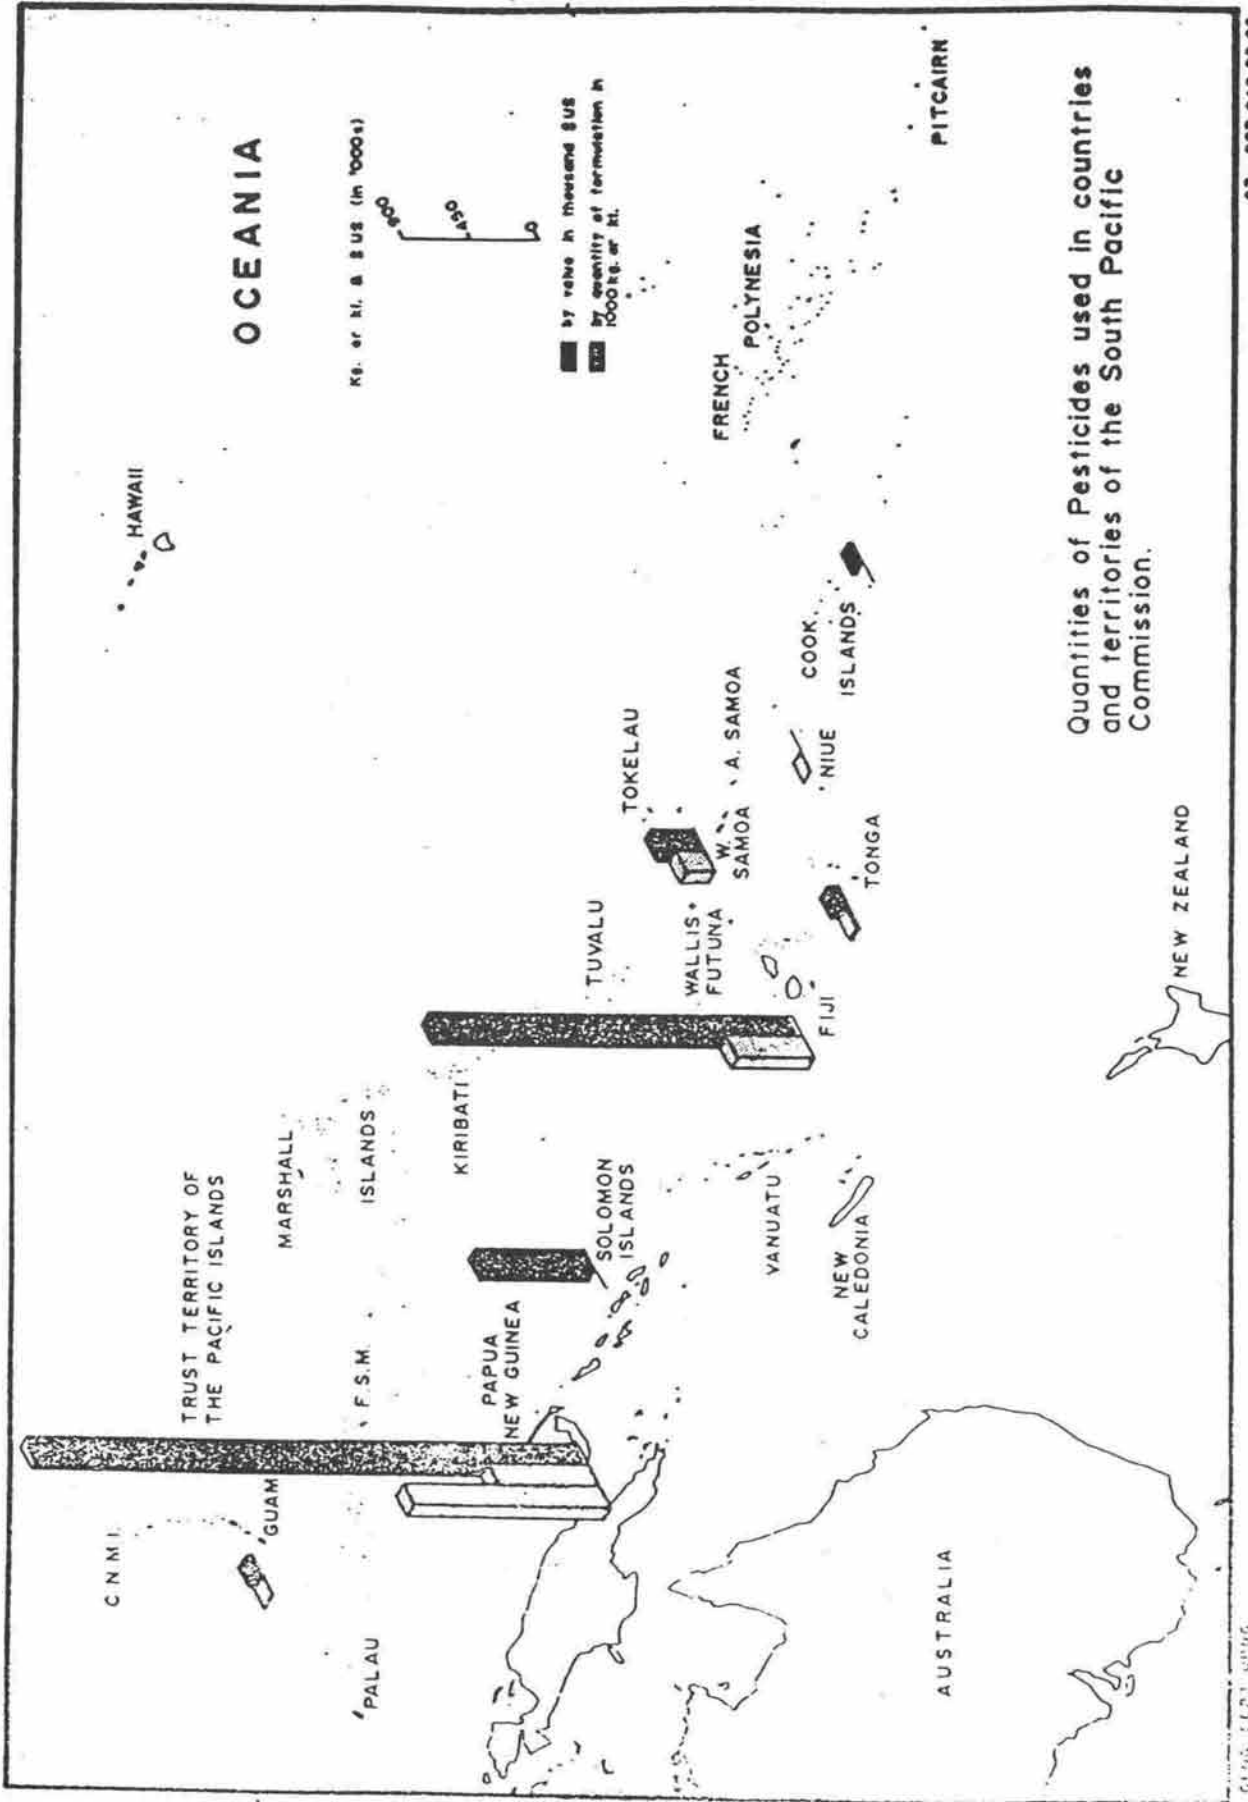 OCEANIA
Kg. or kl. & $ US (in '000s)
900
450
0
by value in thousand $US
by quantity of formulation in
1000 kg. or kl.
HAWAII
C N M I
TRUST TERRITORY OF
THE PACIFIC ISLANDS
GUAM
MARSHALL
ISLANDS
F.S.M.
PALAU
KIRIBATI
PAPUA
NEW GUINEA
SOLOMON
ISLANDS
TUVALU
TOKELAU
WALLIS +
FUTUNA
W.
SAMOA
A. SAMOA
FRENCH
POLYNESIA
COOK
ISLANDS
NIUE
TONGA
FIJI
VANUATU
NEW
CALEDONIA
PITCAIRN
AUSTRALIA
NEW ZEALAND
Quantities of Pesticides used in countries
and territories of the South Pacific
Commission.